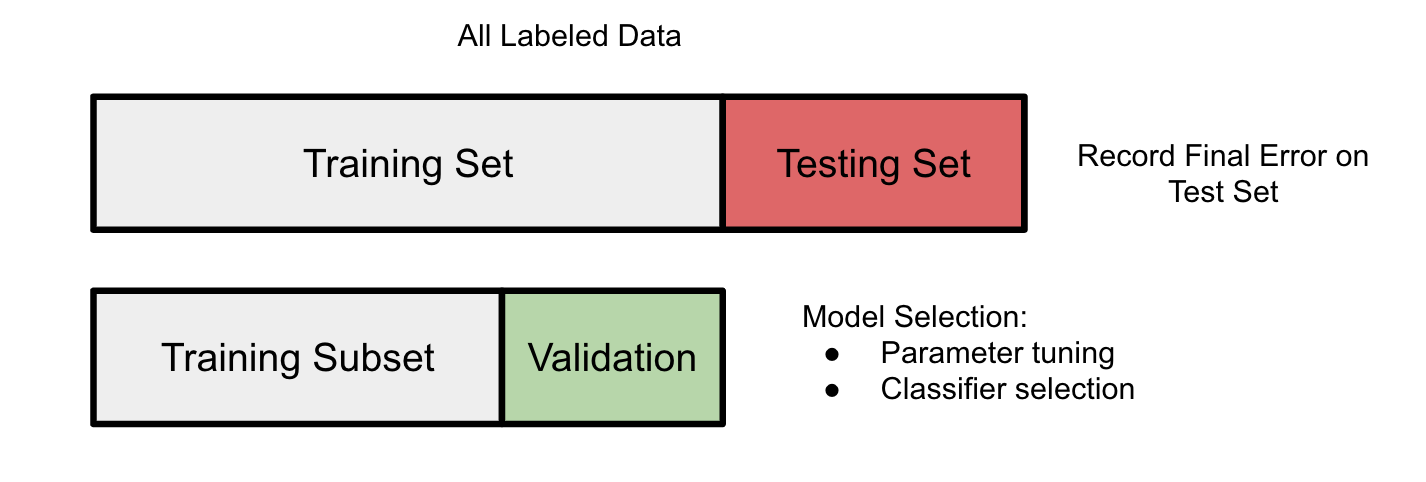 All Labeled Data
Training Set
Testing Set
Record Final Error on
Test Set
Training Subset
Validation
Model Selection:
● Parameter tuning
● Classifier selection